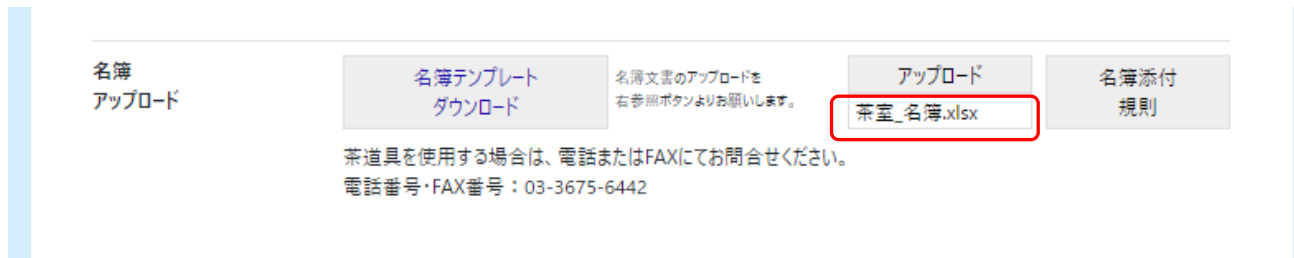 名簿
アップロード
名簿テンプレート
ダウンロード
名簿文書のアップロードを
右参照ボタンよりお願いします。
アップロード
茶室_名簿.xlsx
名簿添付
規則
茶道具を使用する場合は、電話またはFAXにてお問合せください。
電話番号・FAX番号：03-3675-6442